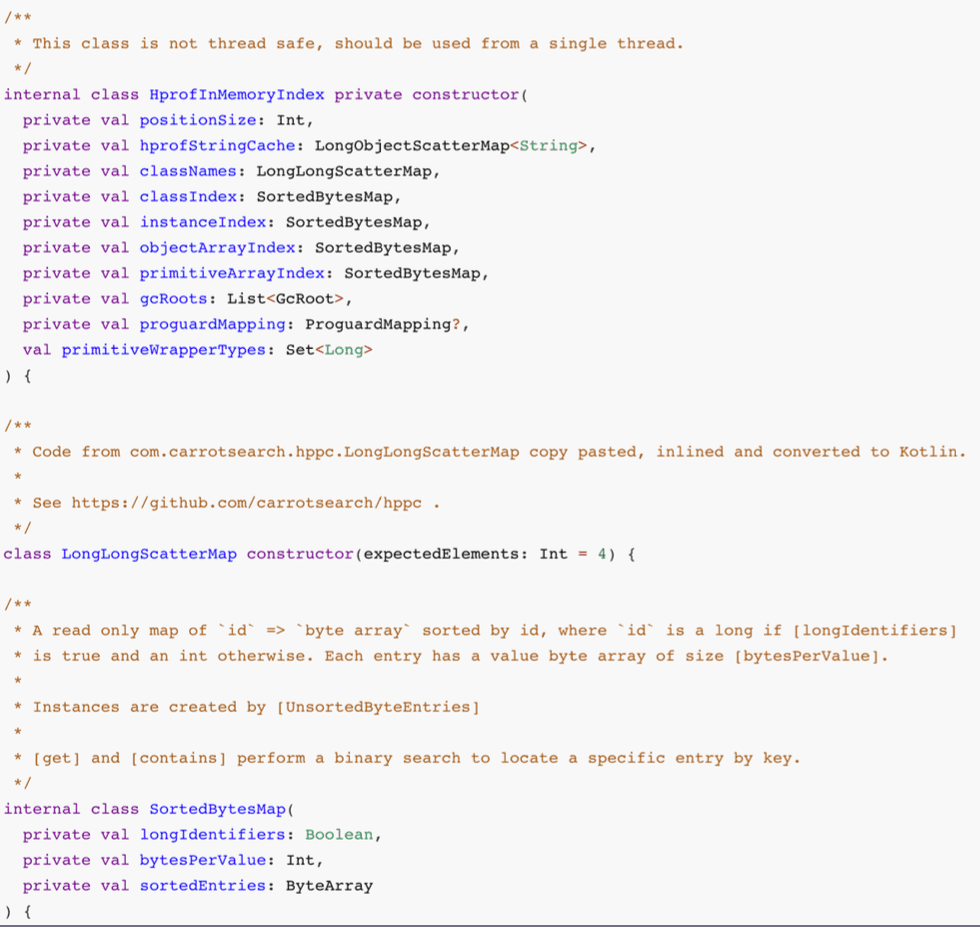 /**
 * This class is not thread safe, should be used from a single thread.
 */
internal class HprofInMemoryIndex private constructor(
  private val positionSize: Int,
  private val hprofStringCache: LongObjectScatterMap<String>,
  private val classNames: LongLongScatterMap,
  private val classIndex: SortedBytesMap,
  private val instanceIndex: SortedBytesMap,
  private val objectArrayIndex: SortedBytesMap,
  private val primitiveArrayIndex: SortedBytesMap,
  private val gcRoots: List<GcRoot>,
  private val proguardMapping: ProguardMapping?,
  val primitiveWrapperTypes: Set<Long>
) {
/**
 * Code from com.carrotsearch.hppc.LongLongScatterMap copy pasted, inlined and converted to Kotlin.
 *
 * See https://github.com/carrotsearch/hppc .
 */
class LongLongScatterMap constructor(expectedElements: Int = 4) {
/**
 * A read only map of `id` => `byte array` sorted by id, where `id` is a long if [longIdentifiers]
 * is true and an int otherwise. Each entry has a value byte array of size [bytesPerValue].
 *
 * Instances are created by [UnsortedByteEntries]
 *
 * [get] and [contains] perform a binary search to locate a specific entry by key.
 */
internal class SortedBytesMap(
  private val longIdentifiers: Boolean,
  private val bytesPerValue: Int,
  private val sortedEntries: ByteArray
) {